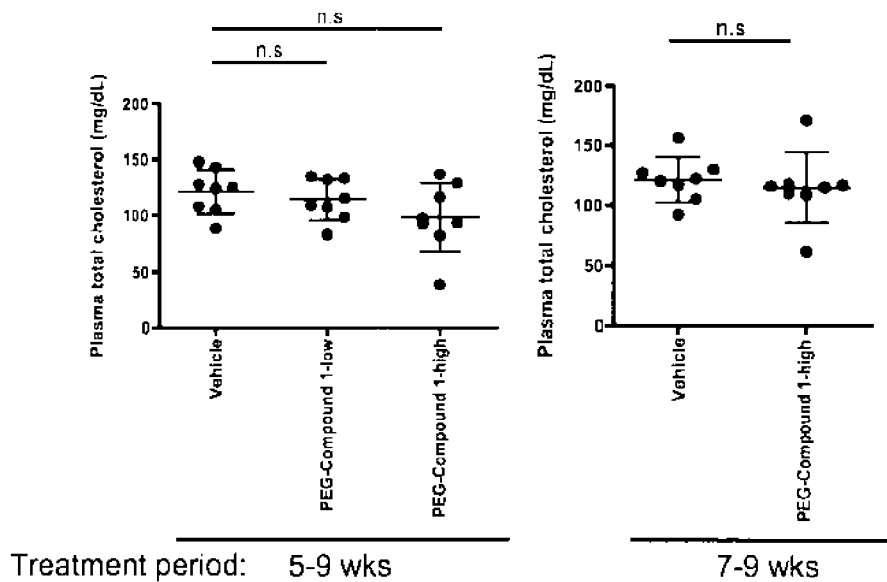 n.s
n.s
Plasma total cholesterol (mg/dL)
200
150
100
50
0
Vehicle
PEG-Compound 1-low
PEG-Compound 1-high
n.s
Plasma total cholesterol (mg/dL)
200
150
100
50
0
Vehicle
PEG-Compound 1-high
Treatment period: 5-9 wks 7-9 wks